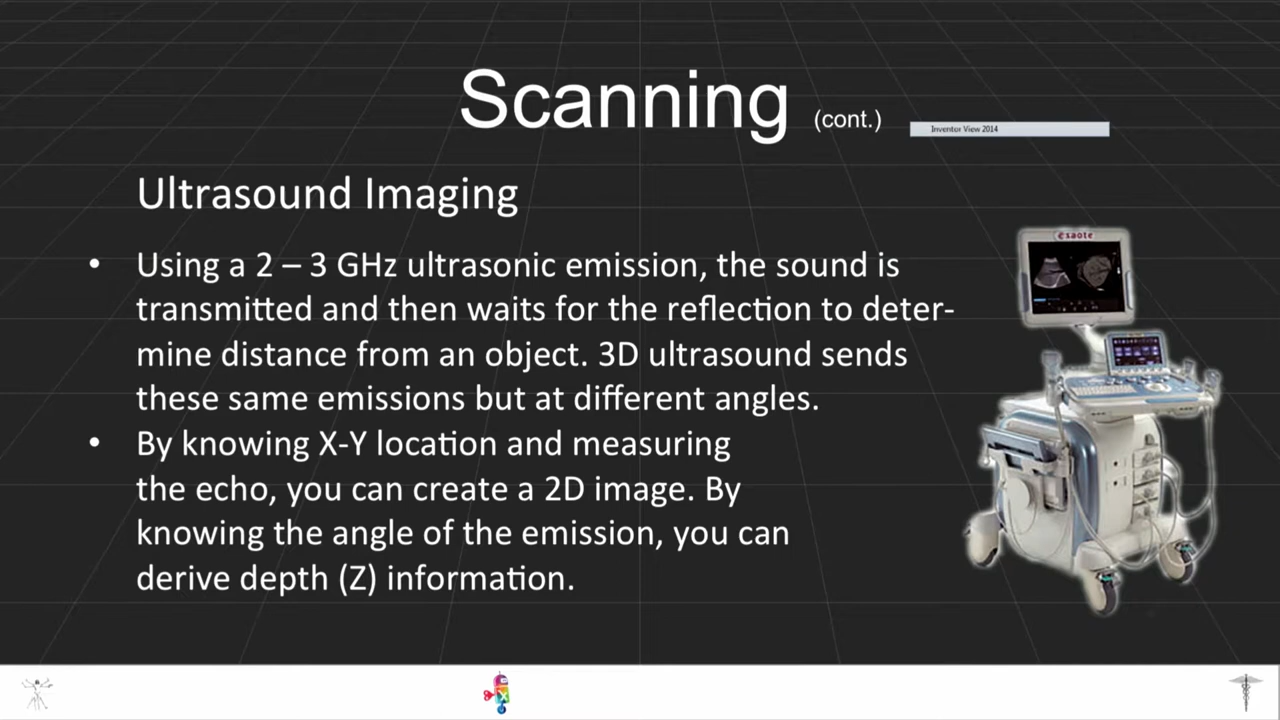 Scanning (cont.)
Inventor View 2014
Ultrasound Imaging
• Using a 2 – 3 GHz ultrasonic emission, the sound is
transmitted and then waits for the reflection to deter-
mine distance from an object. 3D ultrasound sends
these same emissions but at different angles.
• By knowing X-Y location and measuring
the echo, you can create a 2D image. By
knowing the angle of the emission, you can
derive depth (Z) information.
esaote